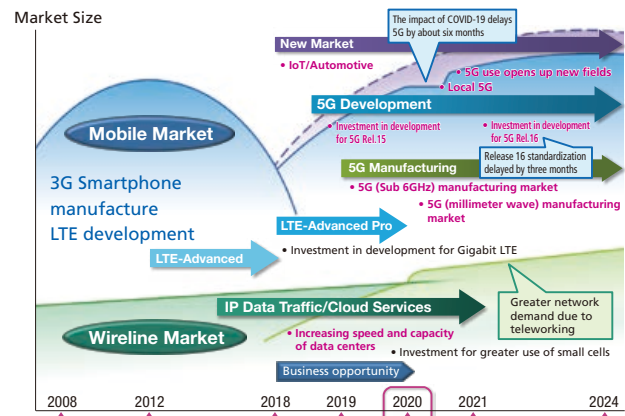 Market Size
The impact of COVID-19 delays
5G by about six months
New Market
• IoT/Automotive
• 5G use opens up new fields
• Local 5G
5G Development
Mobile Market
• Investment in development
for 5G Rel.15
• Investment in development
for 5G Rel.16
5G Manufacturing
Release 16 standardization
delayed by three months
3G Smartphone
manufacture
LTE development
• 5G (Sub 6GHz) manufacturing market
• 5G (millimeter wave) manufacturing
market
LTE-Advanced Pro
• Investment in development for Gigabit LTE
LTE-Advanced
IP Data Traffic/Cloud Services
Greater network
demand due to
teleworking
Wireline Market
• Increasing speed and capacity
of data centers
• Investment for greater use of small cells
Business opportunity
2008 2012 2018 2019 2020 2021 2024